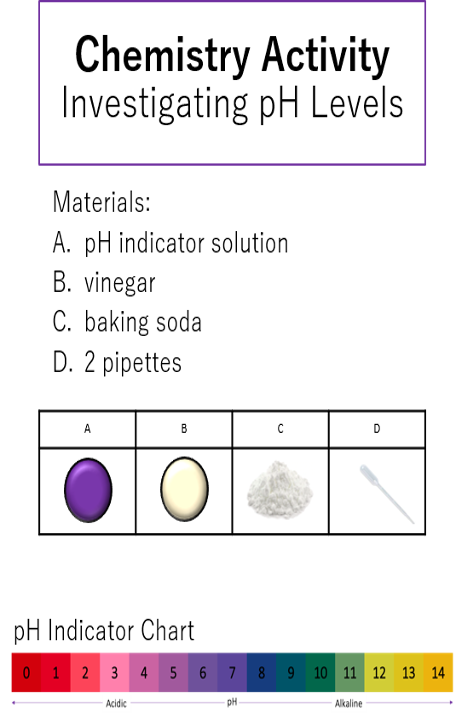 Chemistry Activity
Investigating pH Levels
Materials:
A. pH indicator solution
B. vinegar
C. baking soda
D. 2 pipettes
A B C D
pH Indicator Chart
0 1 2 3 4 5 6 7 8 9 10 11 12 13 14
Acidic pH Alkaline